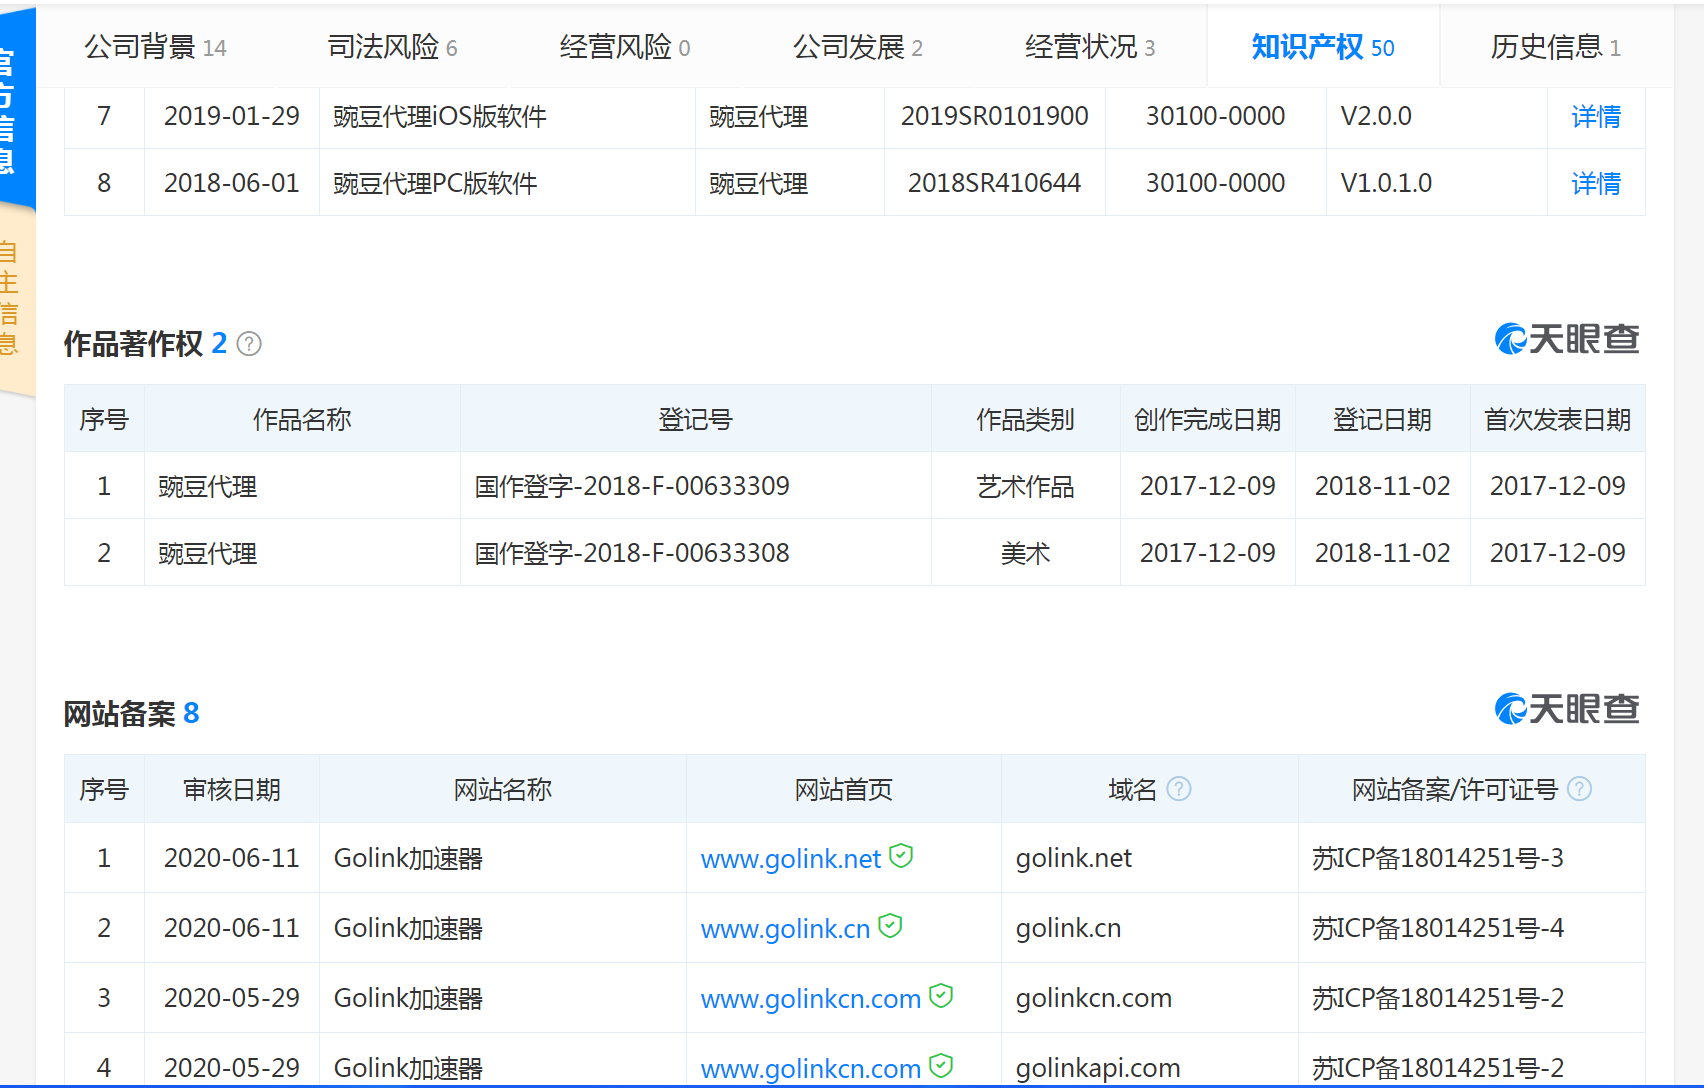 公司背景 14 司法风险 6 经营风险 0 公司发展 2 经营状况 3 知识产权 50 历史信息 1
官方信息
自主信息
7 2019-01-29 豌豆代理iOS版软件 豌豆代理 2019SR0101900 30100-0000 V2.0.0 详情
8 2018-06-01 豌豆代理PC版软件 豌豆代理 2018SR410644 30100-0000 V1.0.1.0 详情
作品著作权 2 ? 天眼查
序号 作品名称 登记号 作品类别 创作完成日期 登记日期 首次发表日期
1 豌豆代理 国作登字-2018-F-00633309 艺术作品 2017-12-09 2018-11-02 2017-12-09
2 豌豆代理 国作登字-2018-F-00633308 美术 2017-12-09 2018-11-02 2017-12-09
网站备案 8 天眼查
序号 审核日期 网站名称 网站首页 域名 ? 网站备案/许可证号 ?
1 2020-06-11 Golink加速器 www.golink.net golink.net 苏ICP备18014251号-3
2 2020-06-11 Golink加速器 www.golink.cn golink.cn 苏ICP备18014251号-4
3 2020-05-29 Golink加速器 www.golinkcn.com golinkcn.com 苏ICP备18014251号-2
4 2020-05-29 Golink加速器 www.golinkcn.com golinkapi.com 苏ICP备18014251号-2